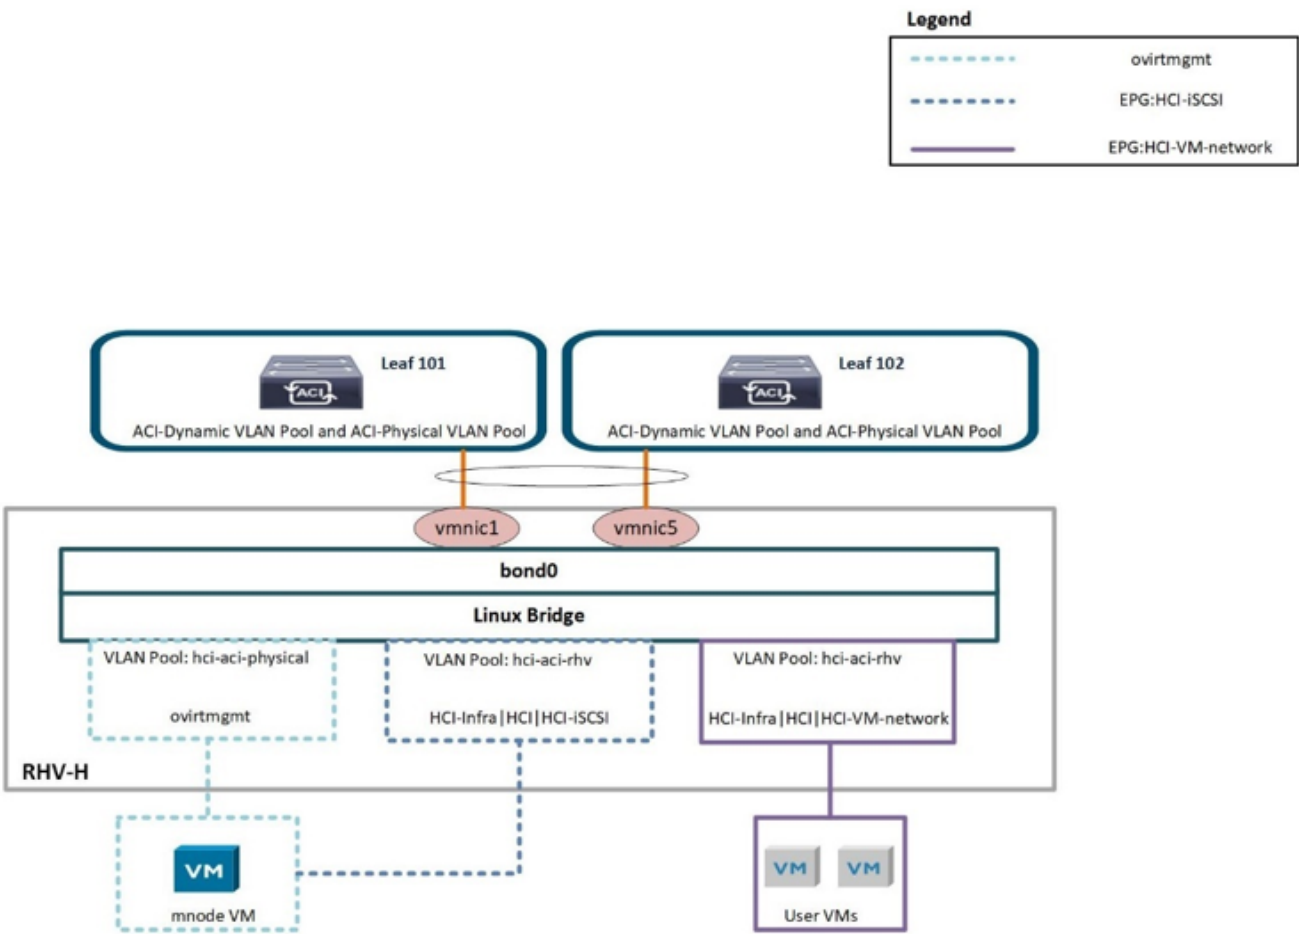 Legend
ovirtmgmt
EPG:HCI-iSCSI
EPG:HCI-VM-network
Leaf 101
ACI
ACI-Dynamic VLAN Pool and ACI-Physical VLAN Pool
Leaf 102
ACI
ACI-Dynamic VLAN Pool and ACI-Physical VLAN Pool
vmnic1
vmnic5
bond0
Linux Bridge
VLAN Pool: hci-aci-physical
ovirtmgmt
VLAN Pool: hci-aci-rhv
HCI-Infra|HCI|HCI-iSCSI
VLAN Pool: hci-aci-rhv
HCI-Infra|HCI|HCI-VM-network
RHV-H
VM
mnode VM
VM
VM
User VMs